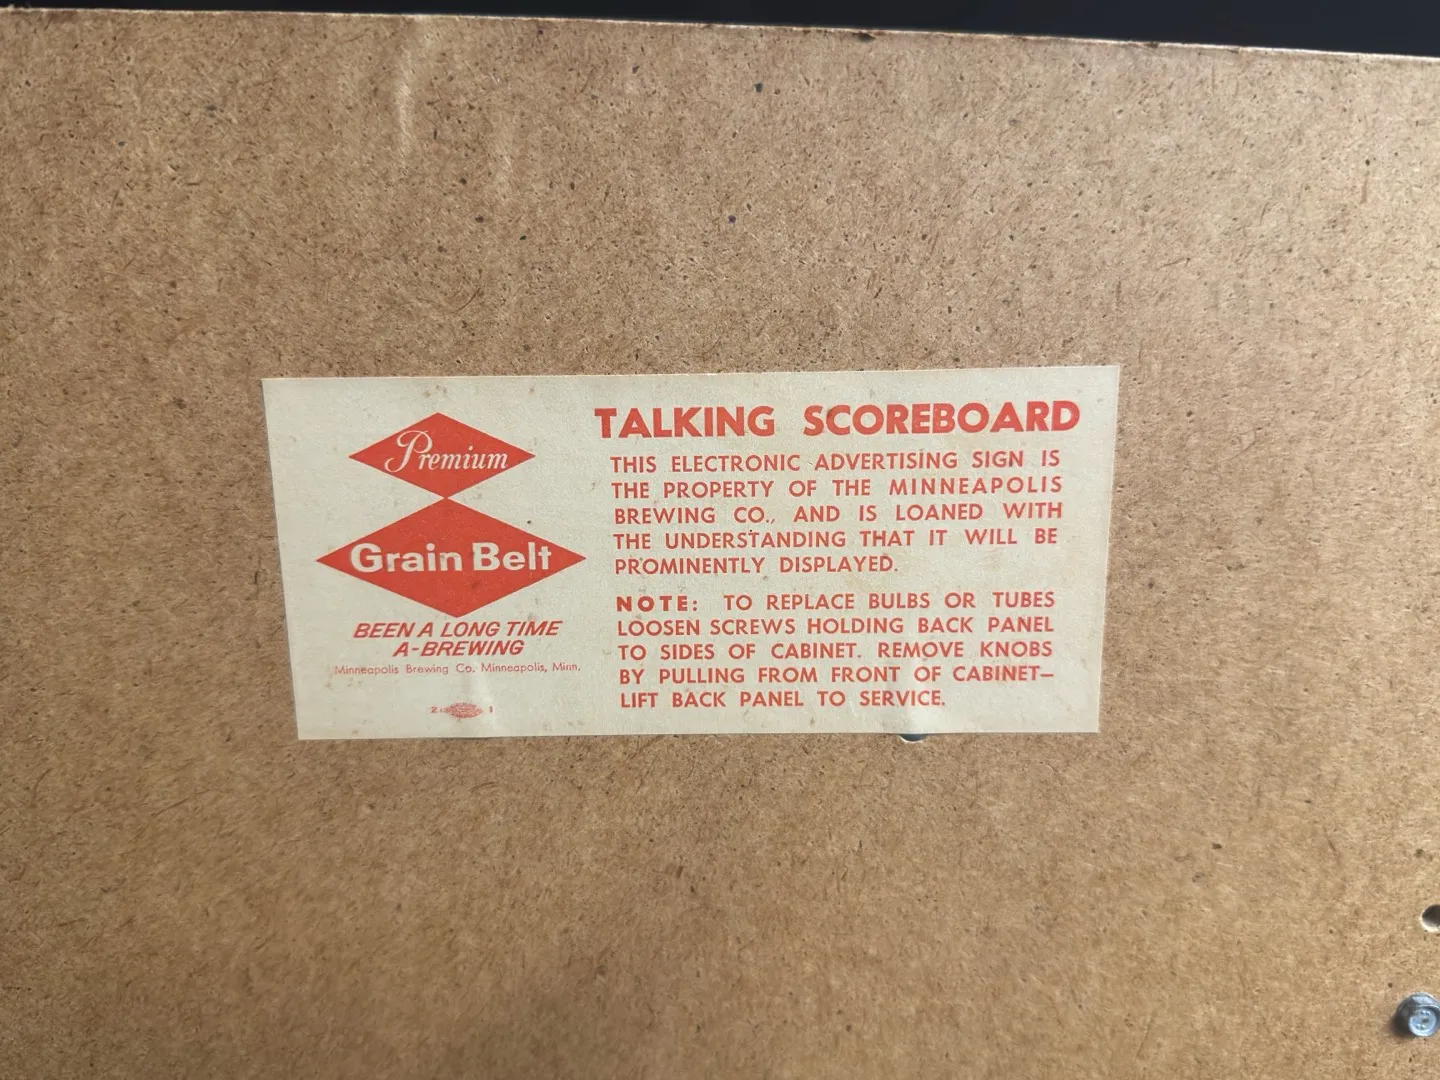 Premium
Grain Belt
BEEN A LONG TIME
A-BREWING
Minneapolis Brewing Co. Minneapolis, Minn.
2 1
TALKING SCOREBOARD
THIS ELECTRONIC ADVERTISING SIGN IS
THE PROPERTY OF THE MINNEAPOLIS
BREWING CO., AND IS LOANED WITH
THE UNDERSTANDING THAT IT WILL BE
PROMINENTLY DISPLAYED.
NOTE: TO REPLACE BULBS OR TUBES
LOOSEN SCREWS HOLDING BACK PANEL
TO SIDES OF CABINET. REMOVE KNOBS
BY PULLING FROM FRONT OF CABINET—
LIFT BACK PANEL TO SERVICE.